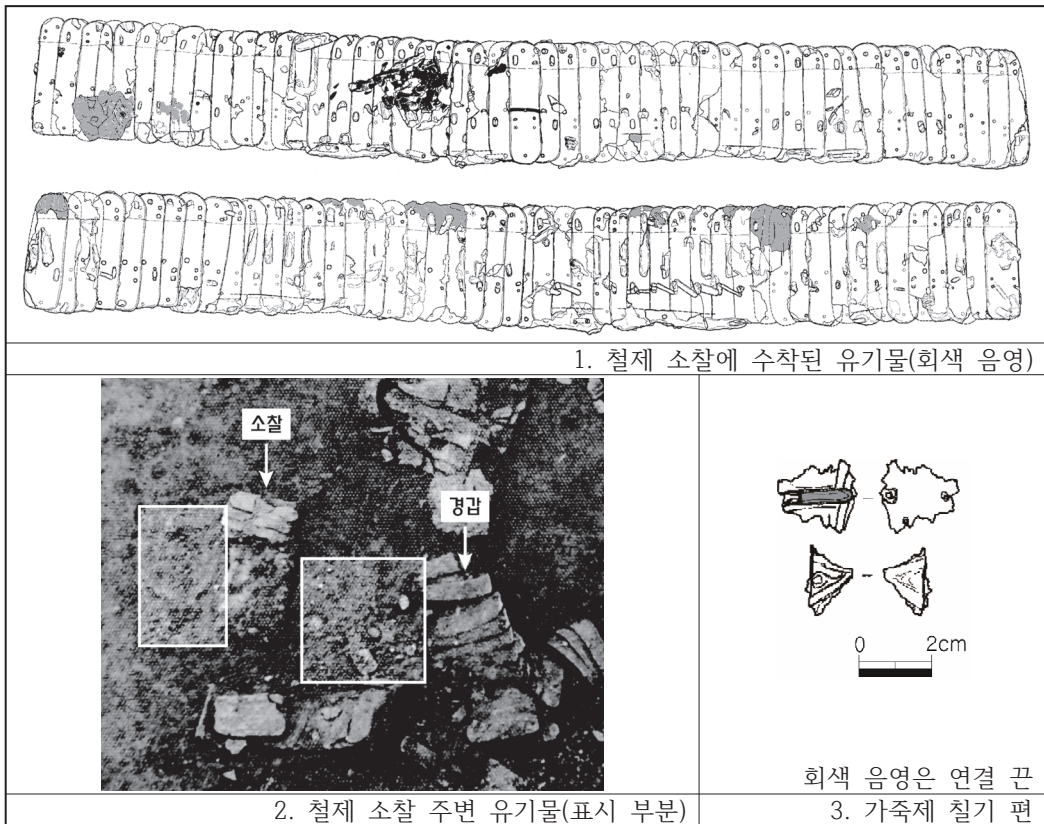 1. 철제 소찰에 수착된 유기물(회색 음영)
소찰
경갑
2. 철제 소찰 주변 유기물(표시 부분)
0 2cm
회색 음영은 연결 끈
3. 가죽제 칠기 편